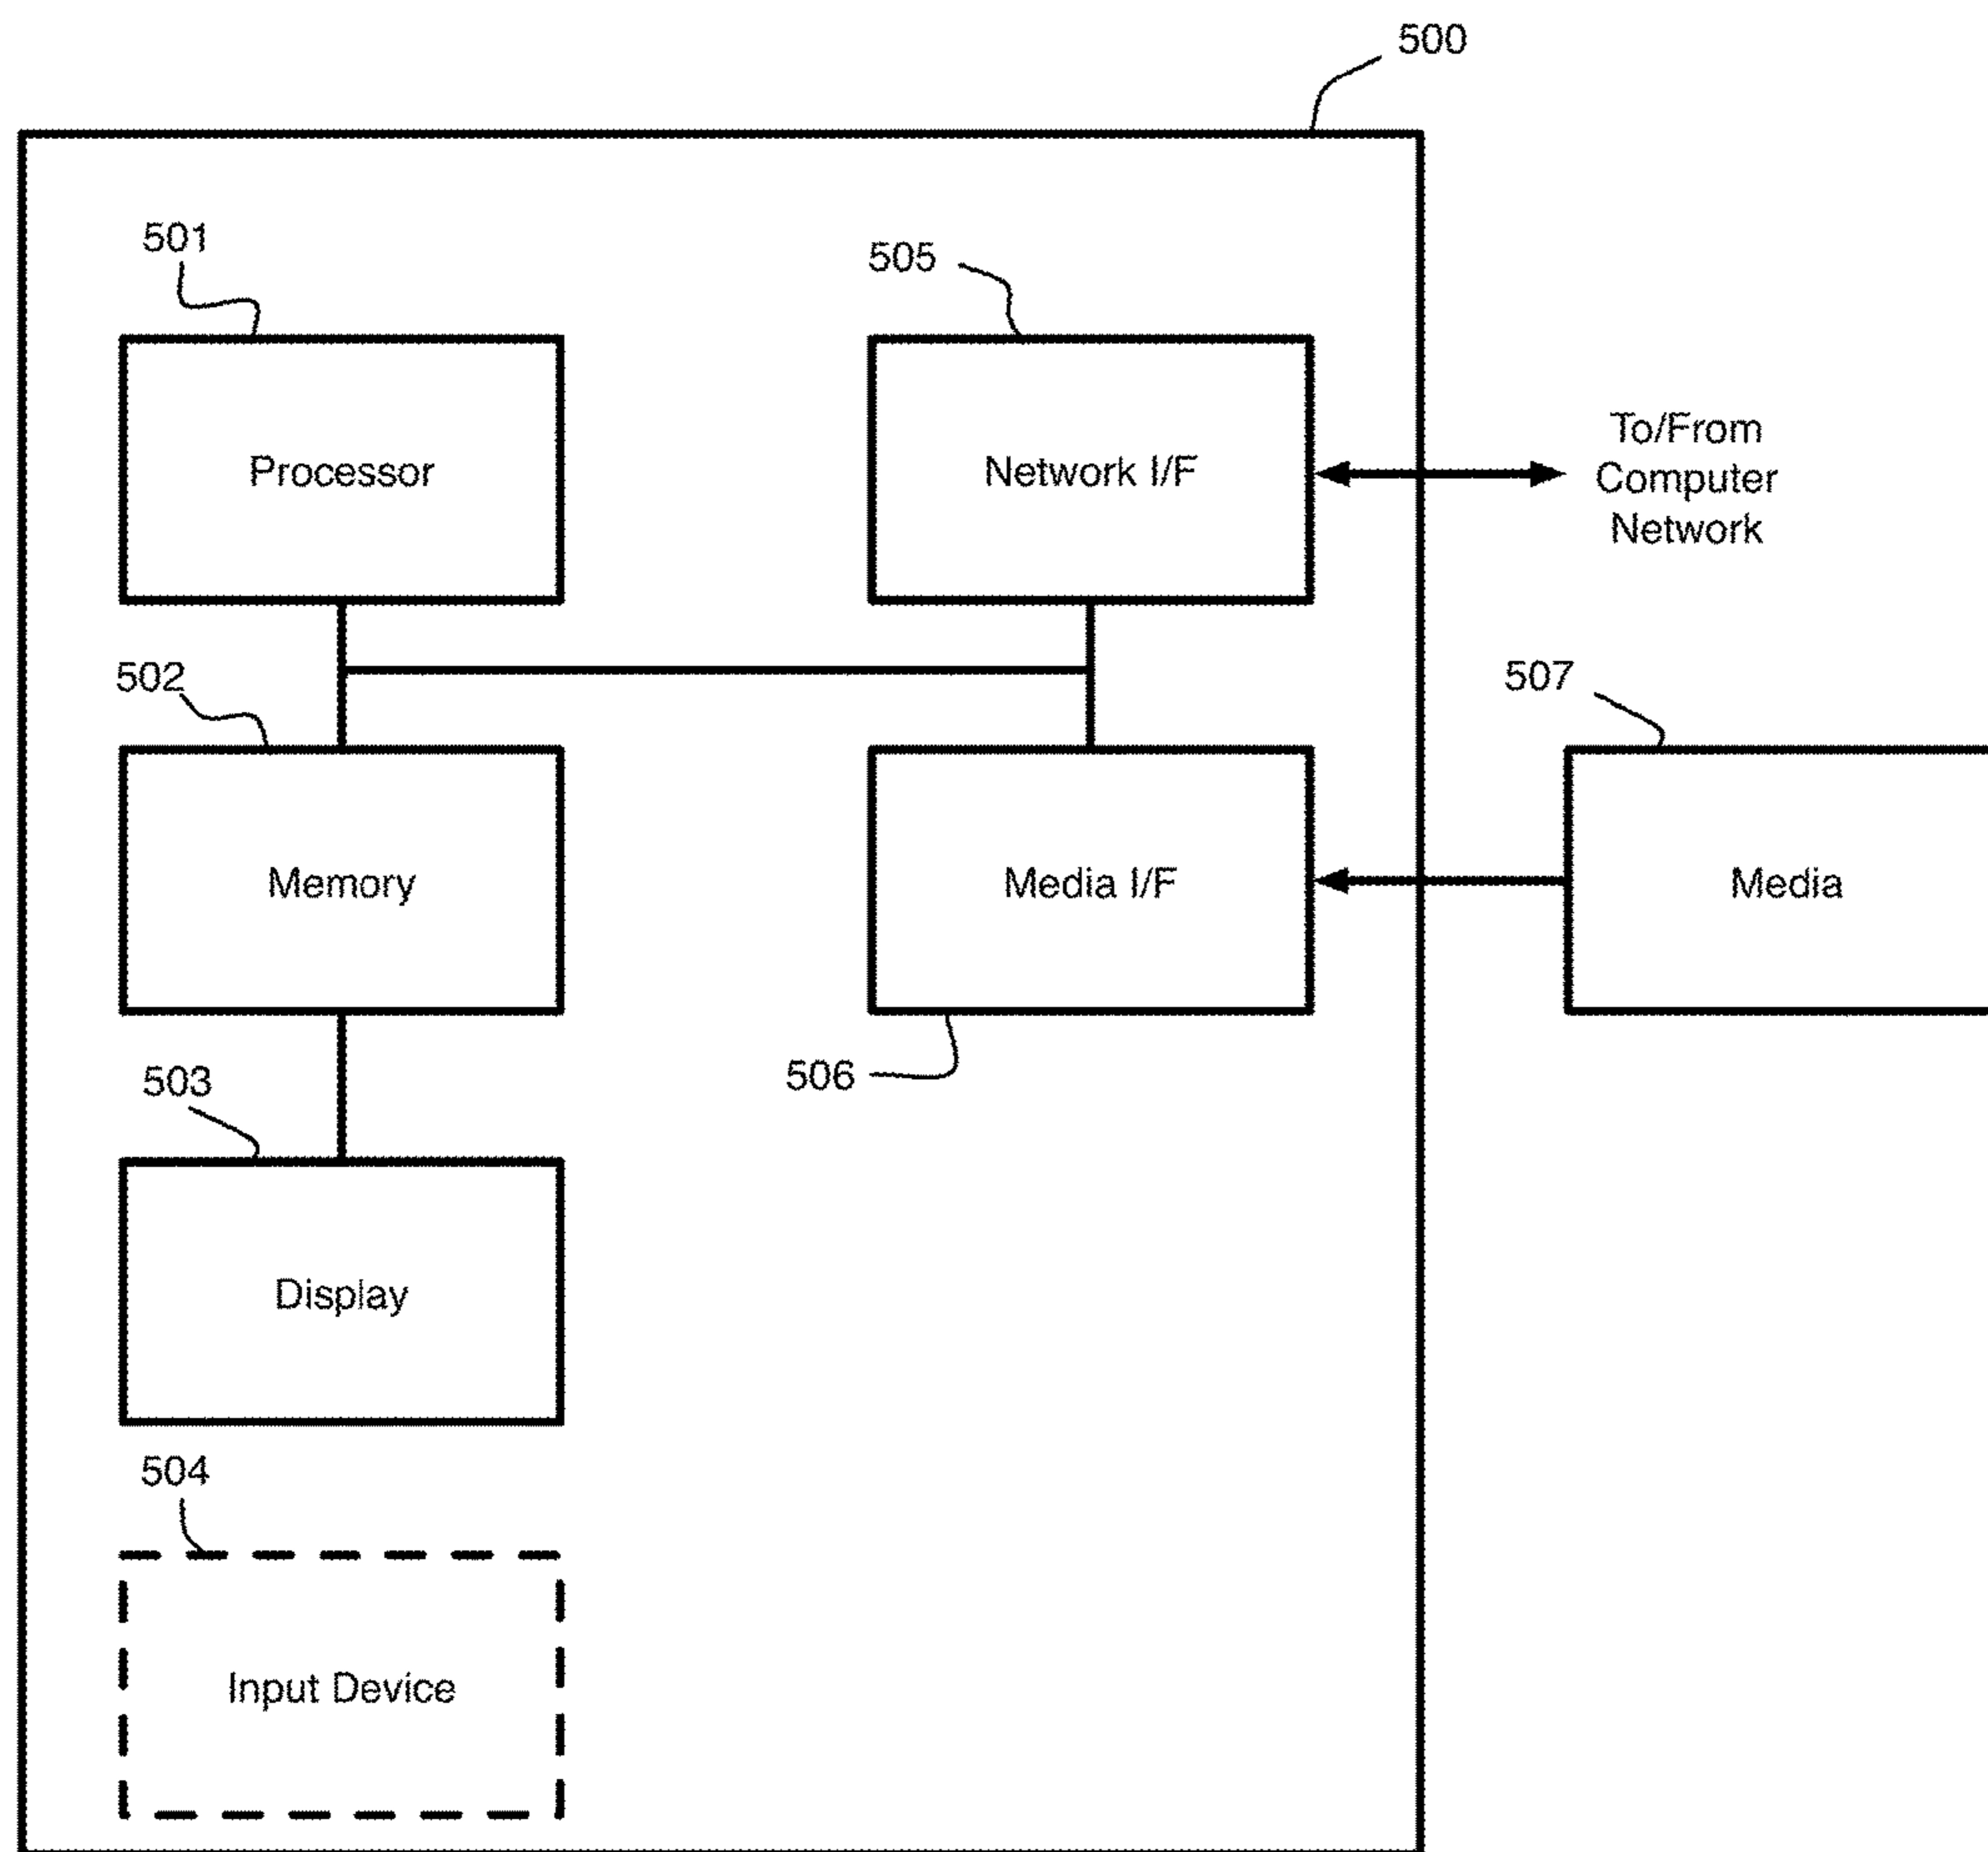 500
501
505
Processor
Network I/F
To/From
Computer
Network
502
507
Memory
Media I/F
Media
503
506
Display
504
Input Device